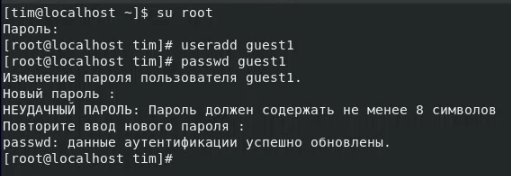 [tim@localhost ~]$ su root
Пароль:
[root@localhost tim]# useradd guest1
[root@localhost tim]# passwd guest1
Изменение пароля пользователя guest1.
Новый пароль :
НЕУДАЧНЫЙ ПАРОЛЬ: Пароль должен содержать не менее 8 символов
Повторите ввод нового пароля :
passwd: данные аутентификации успешно обновлены.
[root@localhost tim]#